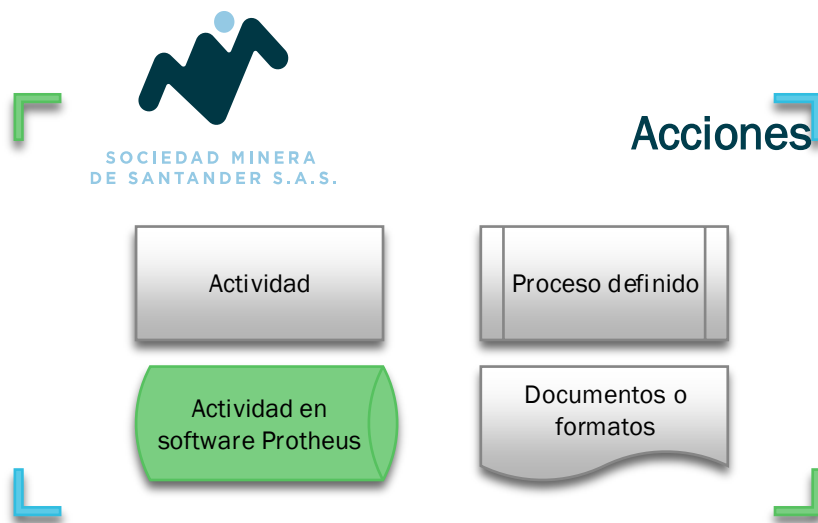 SOCIEDAD MINERA
DE SANTANDER S.A.S.
Acciones
Actividad
Proceso definido
Actividad en
software Protheus
Documentos o
formatos